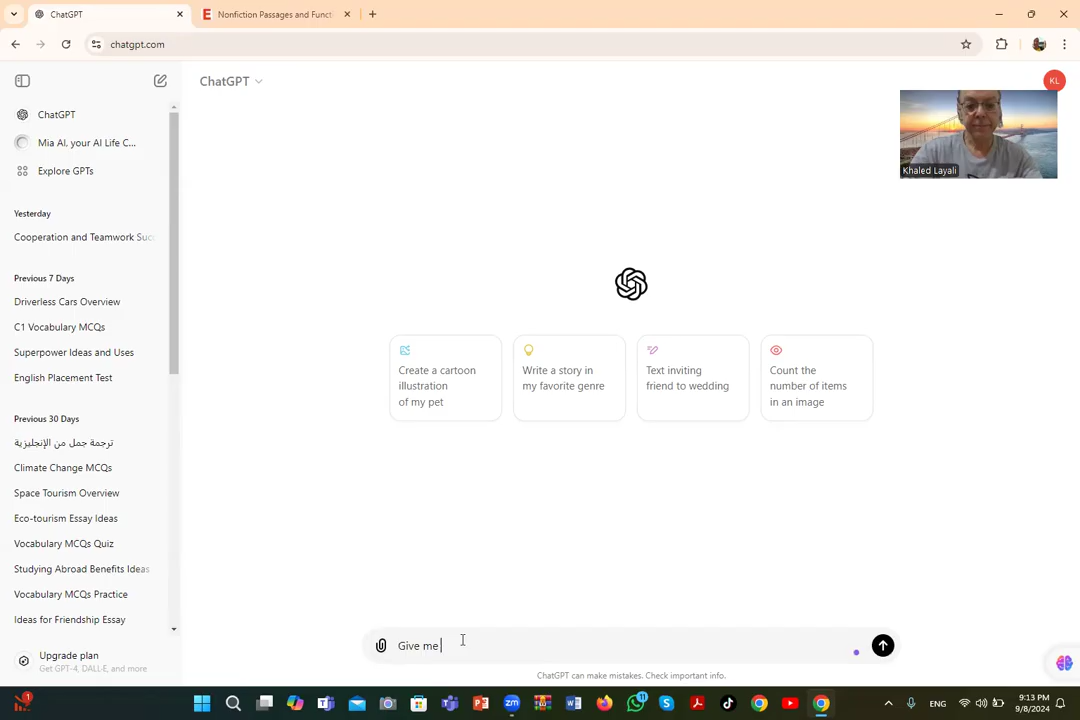 ChatGPT
Nonfiction Passages and Funct
chatgpt.com
ChatGPT
KL
ChatGPT
Mia AI, your AI Life C...
Explore GPTs
Khaled Layali
Yesterday
Cooperation and Teamwork Suc
Previous 7 Days
Driverless Cars Overview
C1 Vocabulary MCQs
Superpower Ideas and Uses
English Placement Test
Previous 30 Days
ترجمة جمل من الإنجليزية
Climate Change MCQs
Space Tourism Overview
Eco-tourism Essay Ideas
Vocabulary MCQs Quiz
Studying Abroad Benefits Ideas
Vocabulary MCQs Practice
Ideas for Friendship Essay
Create a cartoon
illustration
of my pet
Write a story in
my favorite genre
Text inviting
friend to wedding
Count the
number of items
in an image
Give me
Upgrade plan
Get GPT-4, DALL·E, and more
ChatGPT can make mistakes. Check important info.
ENG
9:13 PM
9/8/2024